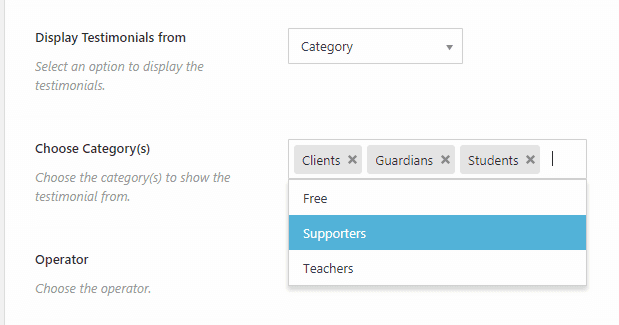 Display Testimonials from
Category
Select an option to display the
testimonials.
Choose Category(s)
Clients × Guardians × Students ×
Choose the category(s) to show the
testimonial from.
Free
Supporters
Teachers
Operator
Choose the operator.